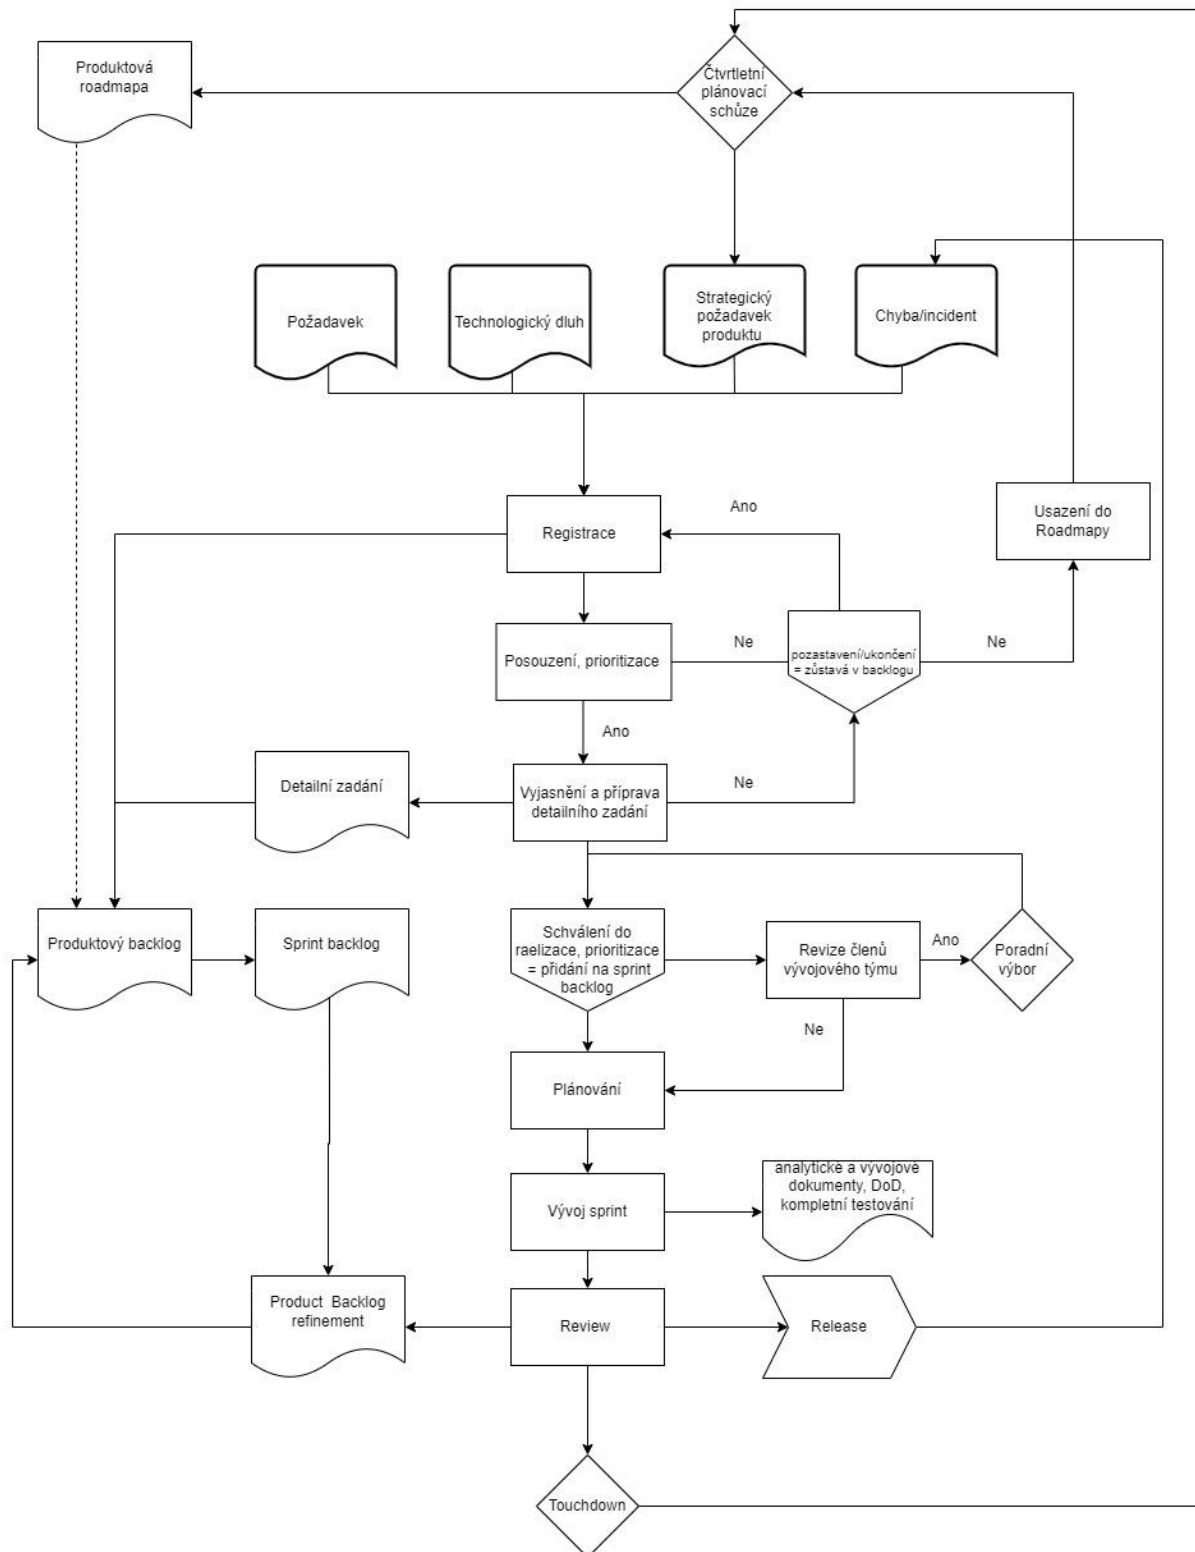 Produktová
roadmapa
Čtvrtletní
plánovací
schůze
Požadavek
Technologický dluh
Strategický
požadavek
produktu
Chyba/incident
Registrace
Ano
Usazení do
Roadmapy
Posouzení, prioritizace
Ne
pozastavení/ukončení
= zůstavá v backlogu
Ne
Ano
Detailní zadání
Vyjasnění a příprava
detailního zadání
Ne
Produktový backlog
Sprint backlog
Schválení do
raelizace, prioritizace
= přidání na sprint
backlog
Revize členů
vývojového týmu
Ano
Poradní
výbor
Ne
Plánování
Vývoj sprint
analytické a vývojové
dokumenty, DoD,
kompletní testování
Product Backlog
refinement
Review
Release
Touchdown